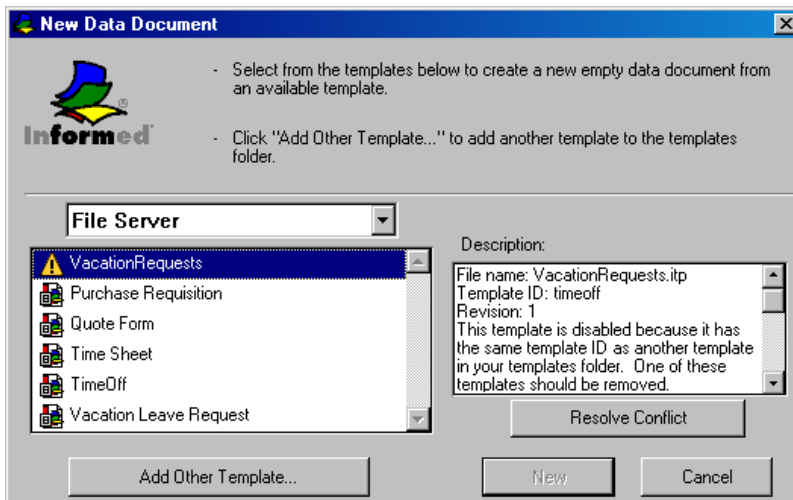 New Data Document
- Select from the templates below to create a new empty data document from
an available template.
- Click "Add Other Template..." to add another template to the templates
folder.
Informed®
File Server
VacationRequests
Purchase Requisition
Quote Form
Time Sheet
TimeOff
Vacation Leave Request
Description:
File name: VacationRequests.itp
Template ID: timeoff
Revision: 1
This template is disabled because it has
the same template ID as another template
in your templates folder. One of these
templates should be removed.
Resolve Conflict
Add Other Template...
New
Cancel